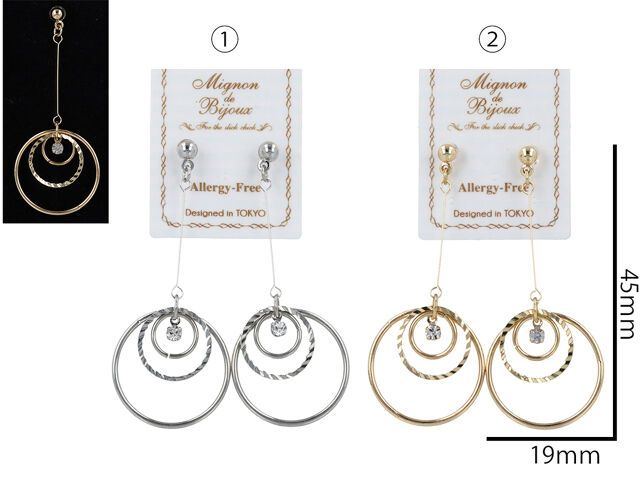 ①
②
Mignon
de
Bijoux
For the chick chick
Allergy-Free
Designed in TOKYO
Mignon
de
Bijoux
For the chick chick
Allergy-Free
Designed in TOKYO
45mm
19mm